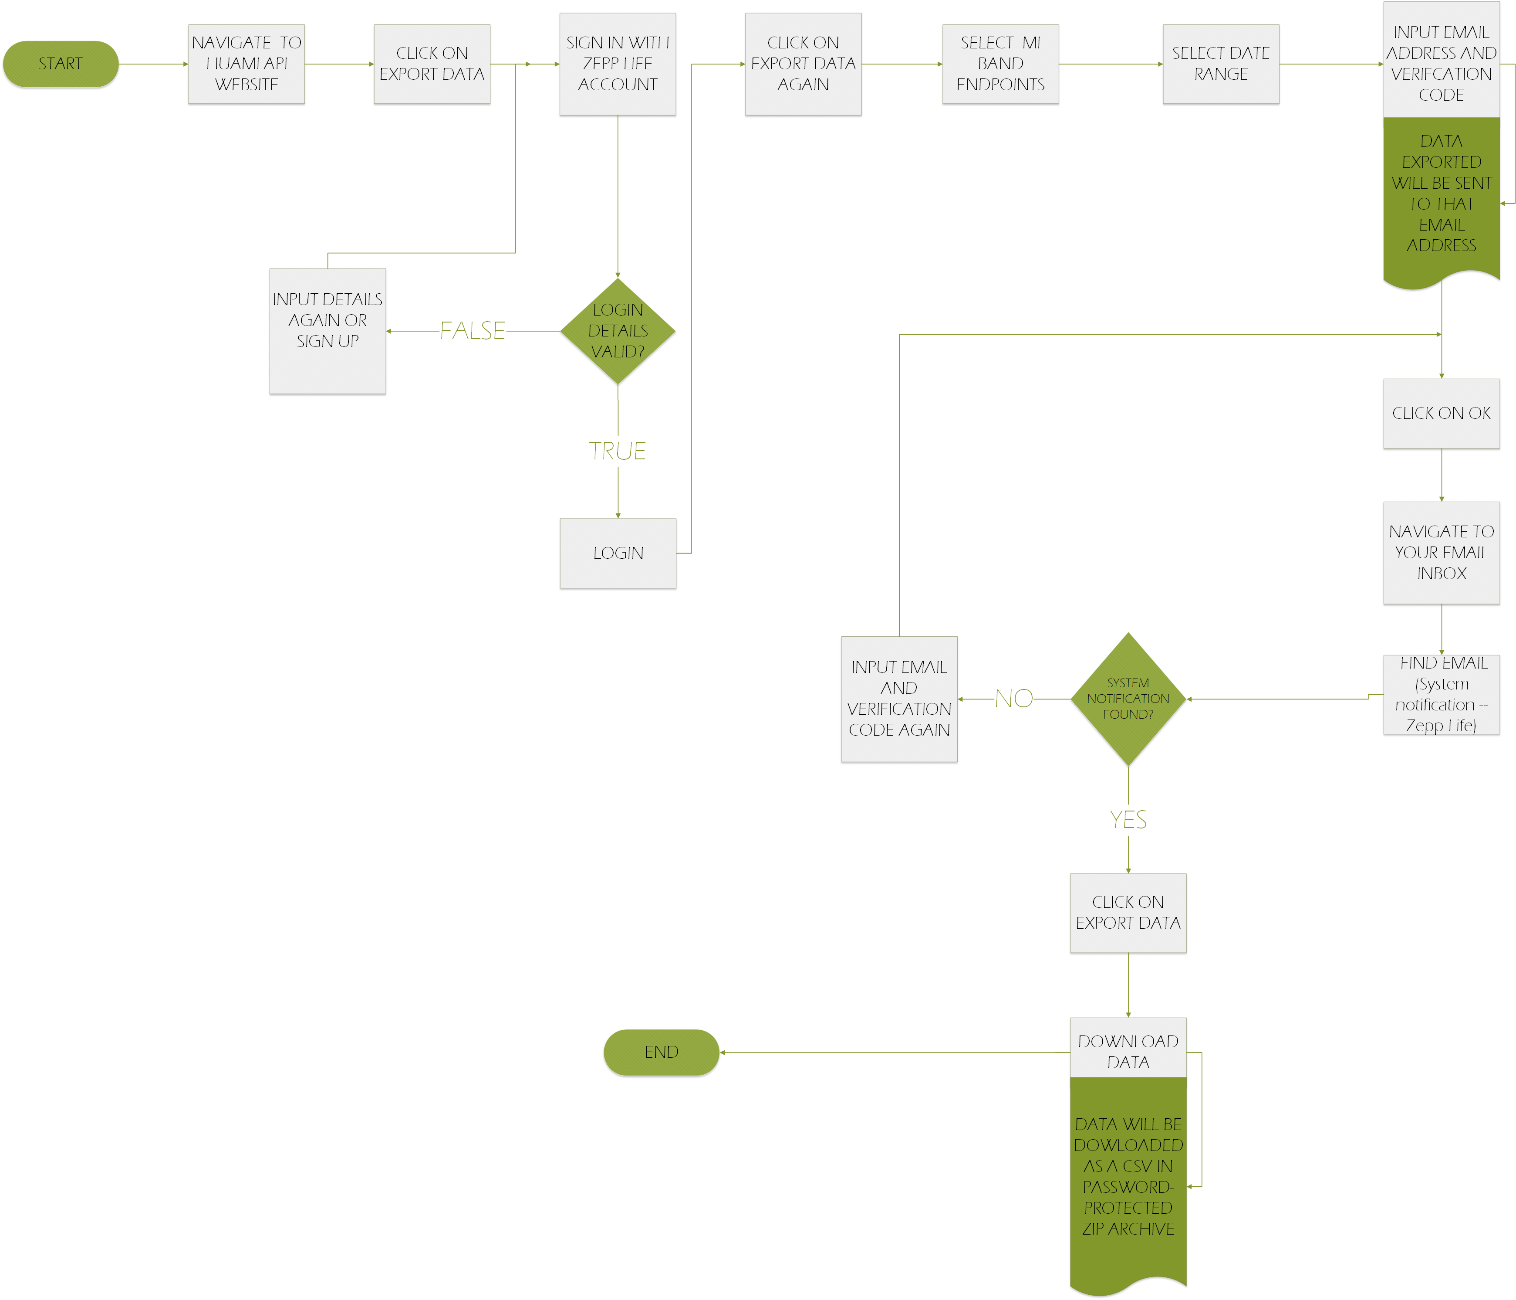 START
NAVIGATE TO
HUAMI API
WEBSITE
CLICK ON
EXPORT DATA
SIGN IN WITH
ZEPP LIFE
ACCOUNT
CLICK ON
EXPORT DATA
AGAIN
SELECT MI
BAND
ENDPOINTS
SELECT DATE
RANGE
INPUT EMAIL
ADDRESS AND
VERIFCATION
CODE
DATA
EXPORTED
WILL BE SENT
TO THAT
EMAIL
ADDRESS
INPUT DETAILS
AGAIN OR
SIGN UP
FALSE
LOGIN
DETAILS
VALID?
TRUE
LOGIN
CLICK ON OK
NAVIGATE TO
YOUR EMAIL
INBOX
FIND EMAIL
(System
notification --
Zepp Life)
SYSTEM
NOTIFICATION
FOUND?
NO
INPUT EMAIL
AND
VERIFICATION
CODE AGAIN
YES
CLICK ON
EXPORT DATA
DOWNLOAD
DATA
DATA WILL BE
DOWLOADED
AS A CSV IN
PASSWORD-
PROTECTED
ZIP ARCHIVE
END